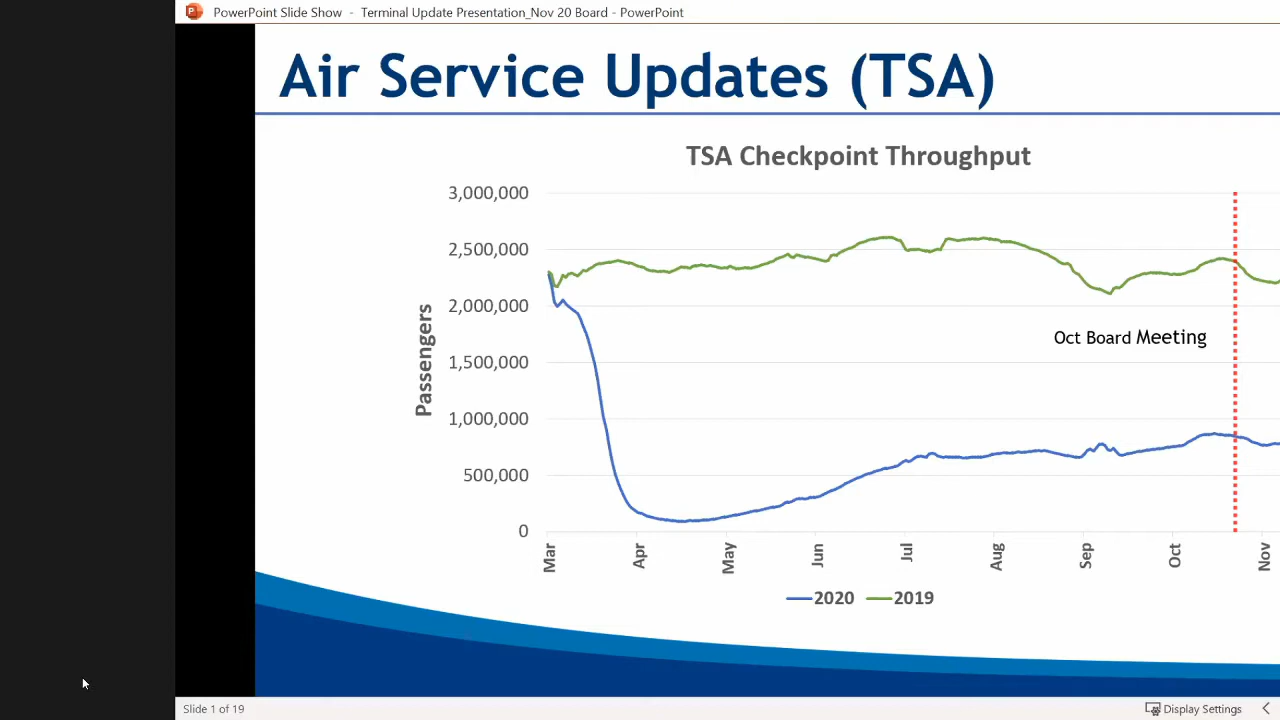 PowerPoint Slide Show - Terminal Update Presentation_Nov 20 Board - PowerPoint
Air Service Updates (TSA)
TSA Checkpoint Throughput
3,000,000
2,500,000
2,000,000
1,500,000
1,000,000
500,000
0
Passengers
Oct Board Meeting
Mar
Apr
May
Jun
Jul
Aug
Sep
Oct
Nov
2020 2019
Slide 1 of 19
Display Settings